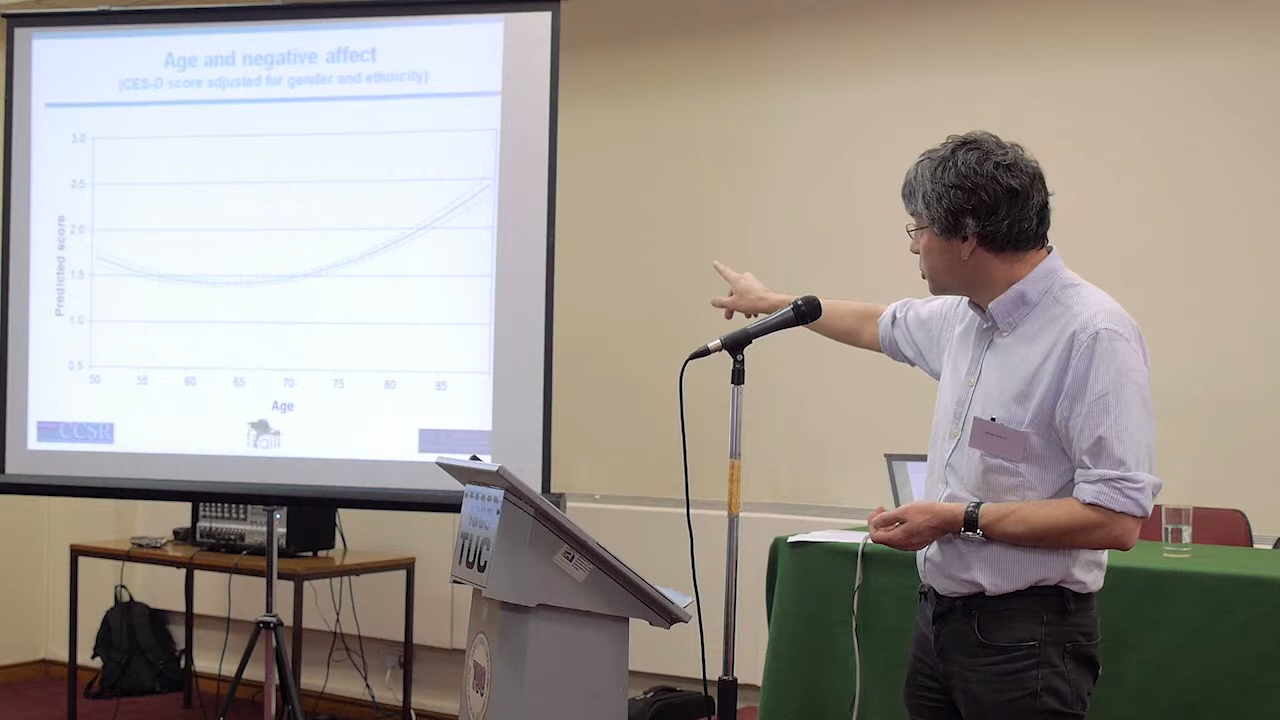 Age and negative affect
(CES-D score adjusted for gender and ethnicity)
3.0
2.5
2.0
1.5
1.0
0.5
Predicted score
50 55 60 65 70 75 80 85
Age
CCSR
TUC